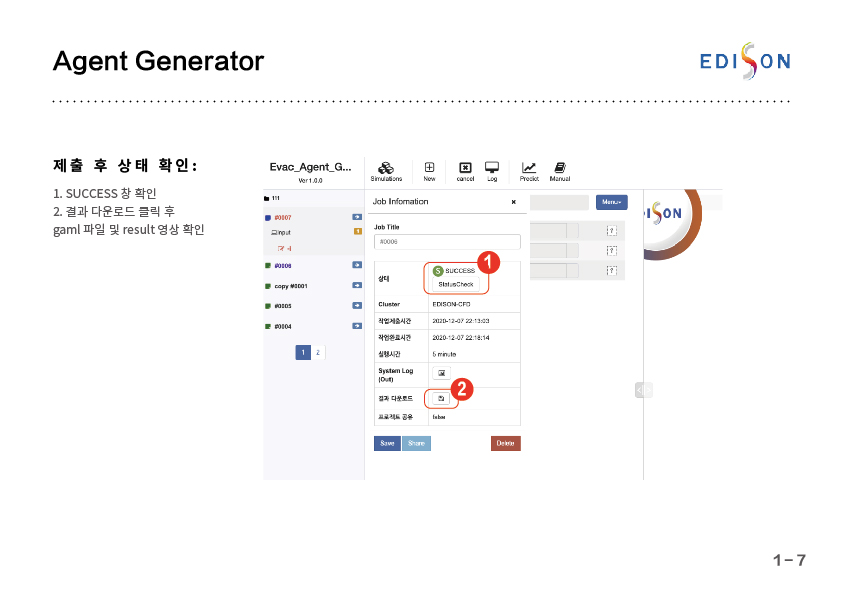 Agent Generator
EDISON
제출 후 상태 확인:
1. SUCCESS 창 확인
2. 결과 다운로드 클릭 후
gaml 파일 및 result 영상 확인
Evac_Agent_G...
Ver 1.0.0
Simulations
New
cancel
Log
Predict
Manual
111
#0007
input
#0006
copy #0001
#0005
#0004
1 2
Job Infomation
×
Job Title
#0006
상태
S SUCCESS
StatusCheck
1
Cluster
EDISON-CFD
작업제출시간
2020-12-07 22:13:03
작업완료시간
2020-12-07 22:18:14
실행시간
5 minute
System Log
(Out)
결과 다운로드
2
프로젝트 공유
false
Save
Share
Delete
Menu
?
?
?
ISON
1-7